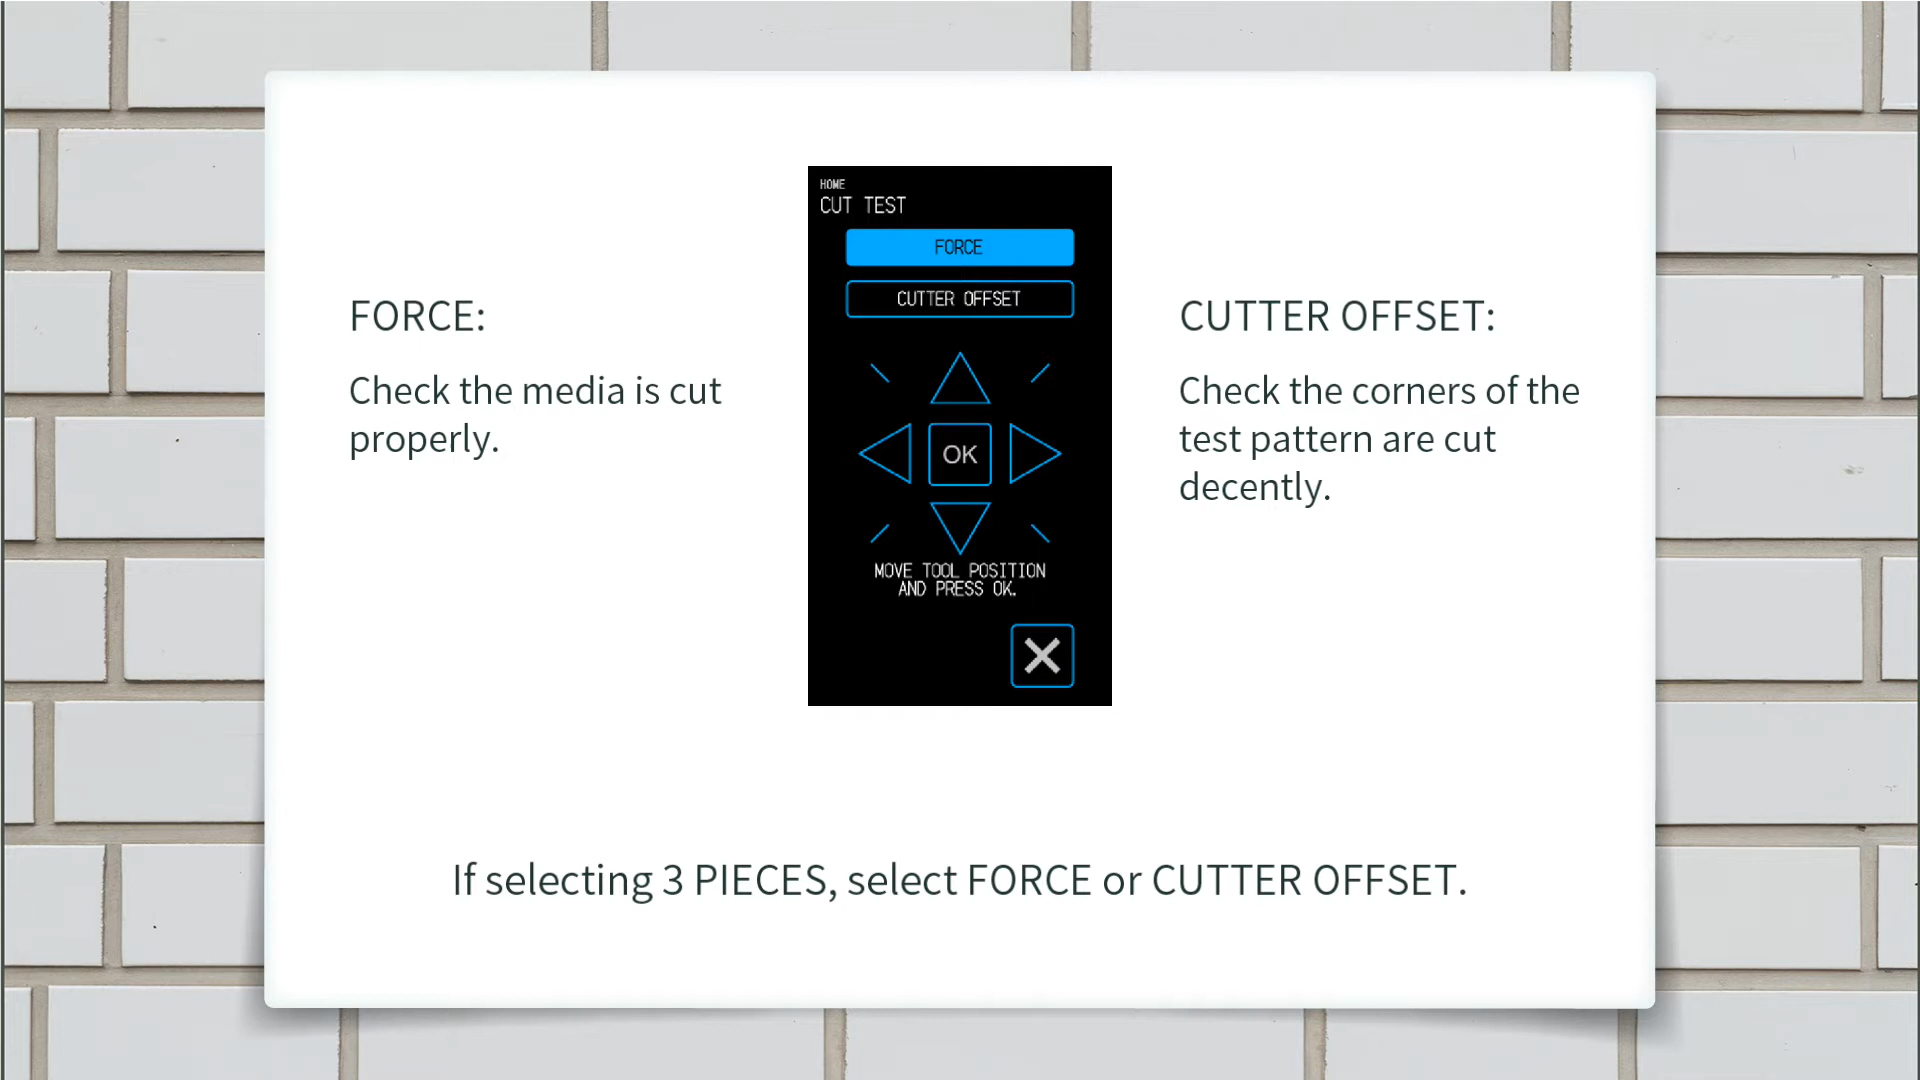 HOME
CUT TEST
FORCE
CUTTER OFFSET
OK
MOVE TOOL POSITION
AND PRESS OK.
FORCE:
Check the media is cut
properly.
CUTTER OFFSET:
Check the corners of the
test pattern are cut
decently.
If selecting 3 PIECES, select FORCE or CUTTER OFFSET.